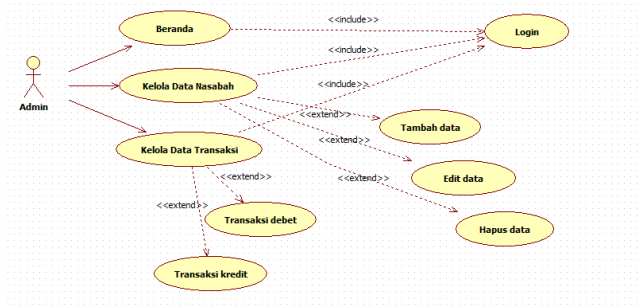 Beranda
<<include>>
Login
<<include>>
Admin
Kelola Data Nasabah
<<include>>
<<extend>>
Tambah data
Kelola Data Transaksi
<<extend>>
<<extend>>
Edit data
<<extend>>
Transaksi debet
Hapus data
Transaksi kredit